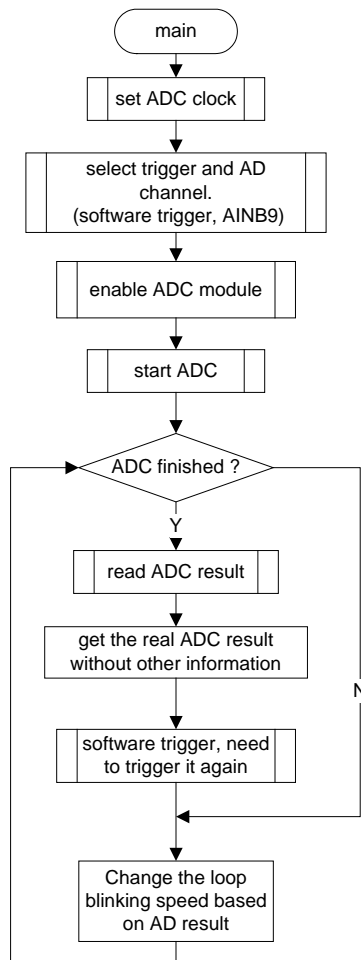 main
set ADC clock
select trigger and AD
channel.
(software trigger, AINB9)
enable ADC module
start ADC
ADC finished ?
Y
read ADC result
get the real ADC result
without other information
N
software trigger, need
to trigger it again
Change the loop
blinking speed based
on AD result